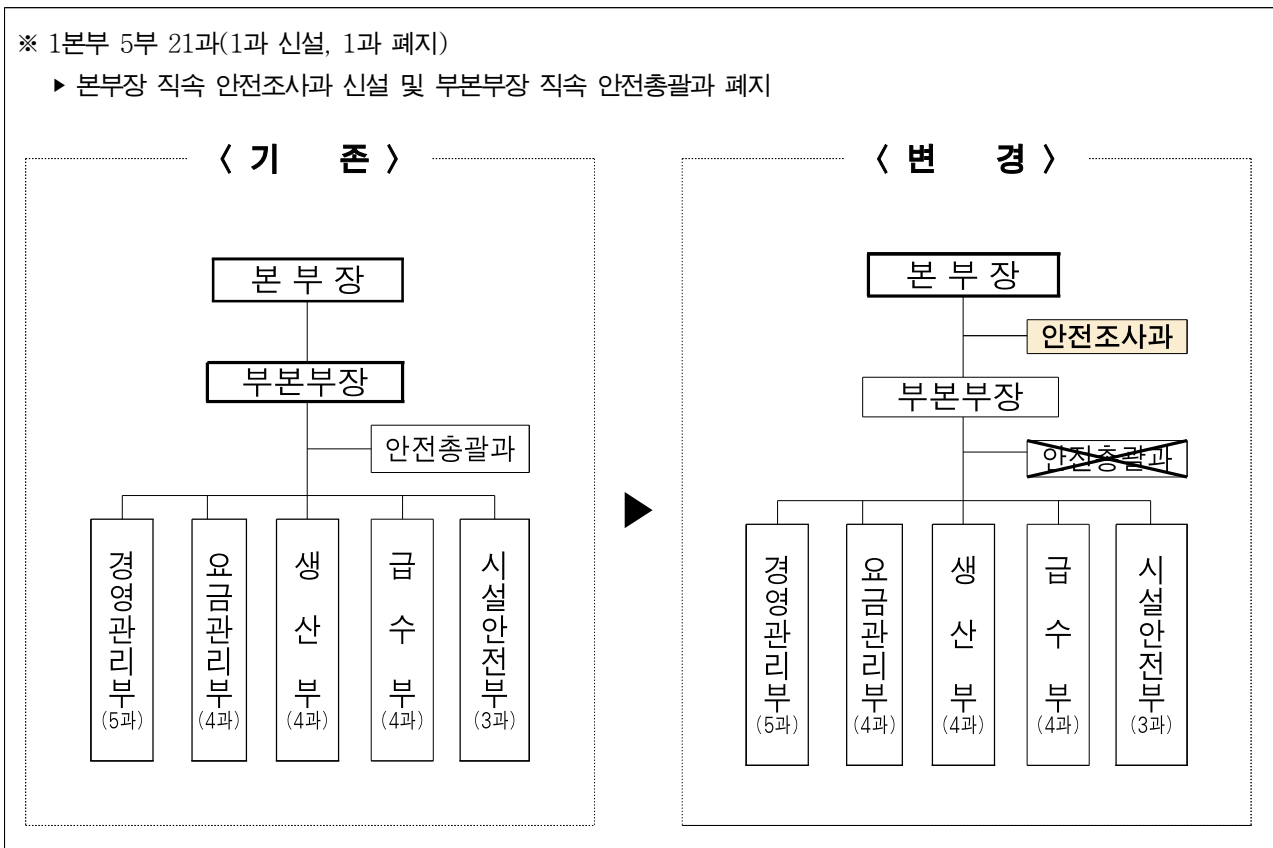 ※ 1본부 5부 21과(1과 신설, 1과 폐지)
▶ 본부장 직속 안전조사과 신설 및 부본부장 직속 안전총괄과 폐지
〈 기 존 〉
본 부 장
부본부장
안전총괄과
경영관리부
(5과)
요금관리부
(4과)
생산부
(4과)
급수부
(4과)
시설안전부
(3과)
▶
〈 변 경 〉
본 부 장
안전조사과
부본부장
안전총괄과
경영관리부
(5과)
요금관리부
(4과)
생산부
(4과)
급수부
(4과)
시설안전부
(3과)